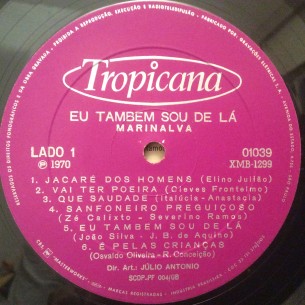 Tropicana
EU TAMBEM SOU DE LÁ
MARINALVA
LADO 1 01039
℗ 1970 XMB-1299
1. JACARÉ DOS HOMENS (Elino Julião)
2. VAI TER POEIRA (Cleves Frontelmo)
3. QUE SAUDADE (Italúcia-Anastacia)
4. SANFONEIRO PREGUIÇOSO
(Zé Calixto - Severino Ramos)
5. EU TAMBEM SOU DE LÁ
(João Silva - J.B. de Aquino)
6. É PELAS CRIANÇAS
(Osvaldo Oliveira - R. Conceição)
Dir. Art.: JÚLIO ANTONIO